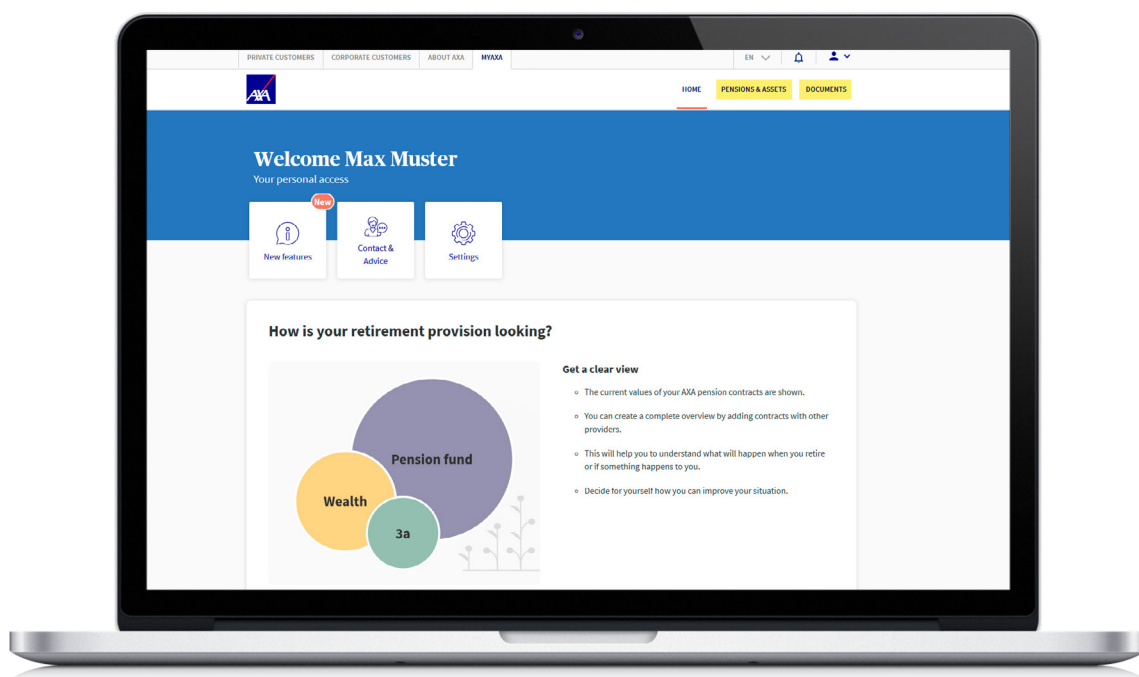 PRIVATE CUSTOMERS CORPORATE CUSTOMERS ABOUT AXA MYAXA EN
AXA HOME PENSIONS & ASSETS DOCUMENTS
Welcome Max Muster
Your personal access
New
New features
Contact &
Advice
Settings
How is your retirement provision looking?
Pension fund
Wealth
3a
Get a clear view
The current values of your AXA pension contracts are shown.
You can create a complete overview by adding contracts with other
providers.
This will help you to understand what will happen when you retire
or if something happens to you.
Decide for yourself how you can improve your situation.